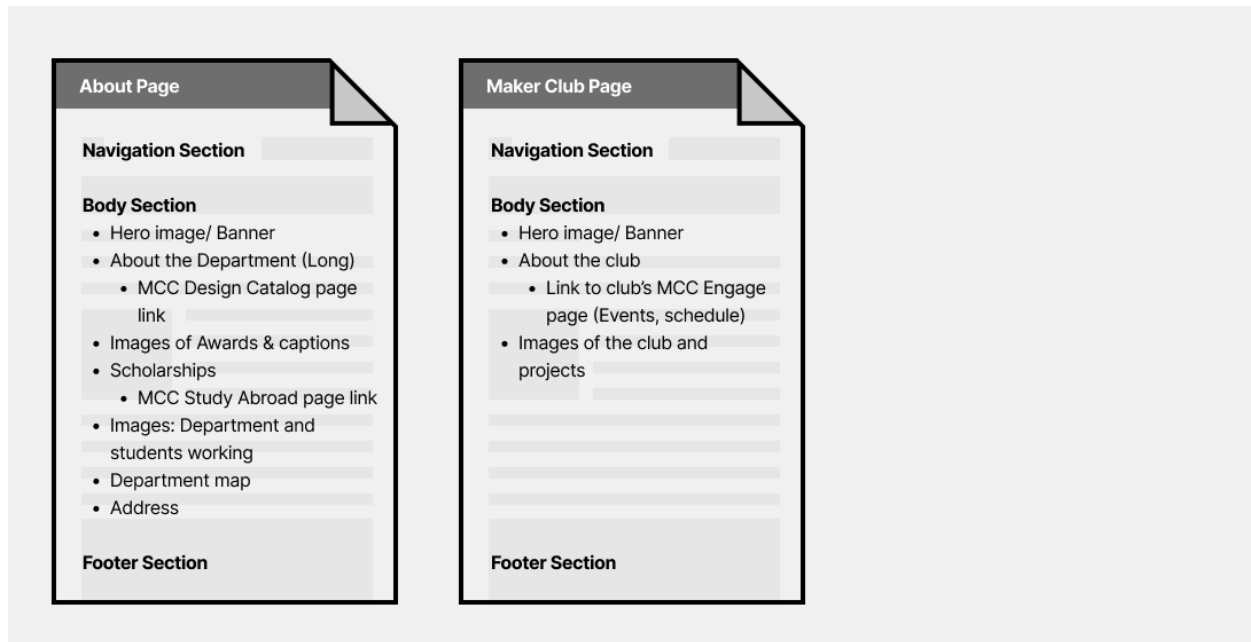 About Page
Navigation Section
Body Section
• Hero image/ Banner
• About the Department (Long)
• MCC Design Catalog page
link
• Images of Awards & captions
• Scholarships
• MCC Study Abroad page link
• Images: Department and
students working
• Department map
• Address
Footer Section
Maker Club Page
Navigation Section
Body Section
• Hero image/ Banner
• About the club
• Link to club’s MCC Engage
page (Events, schedule)
• Images of the club and
projects
Footer Section